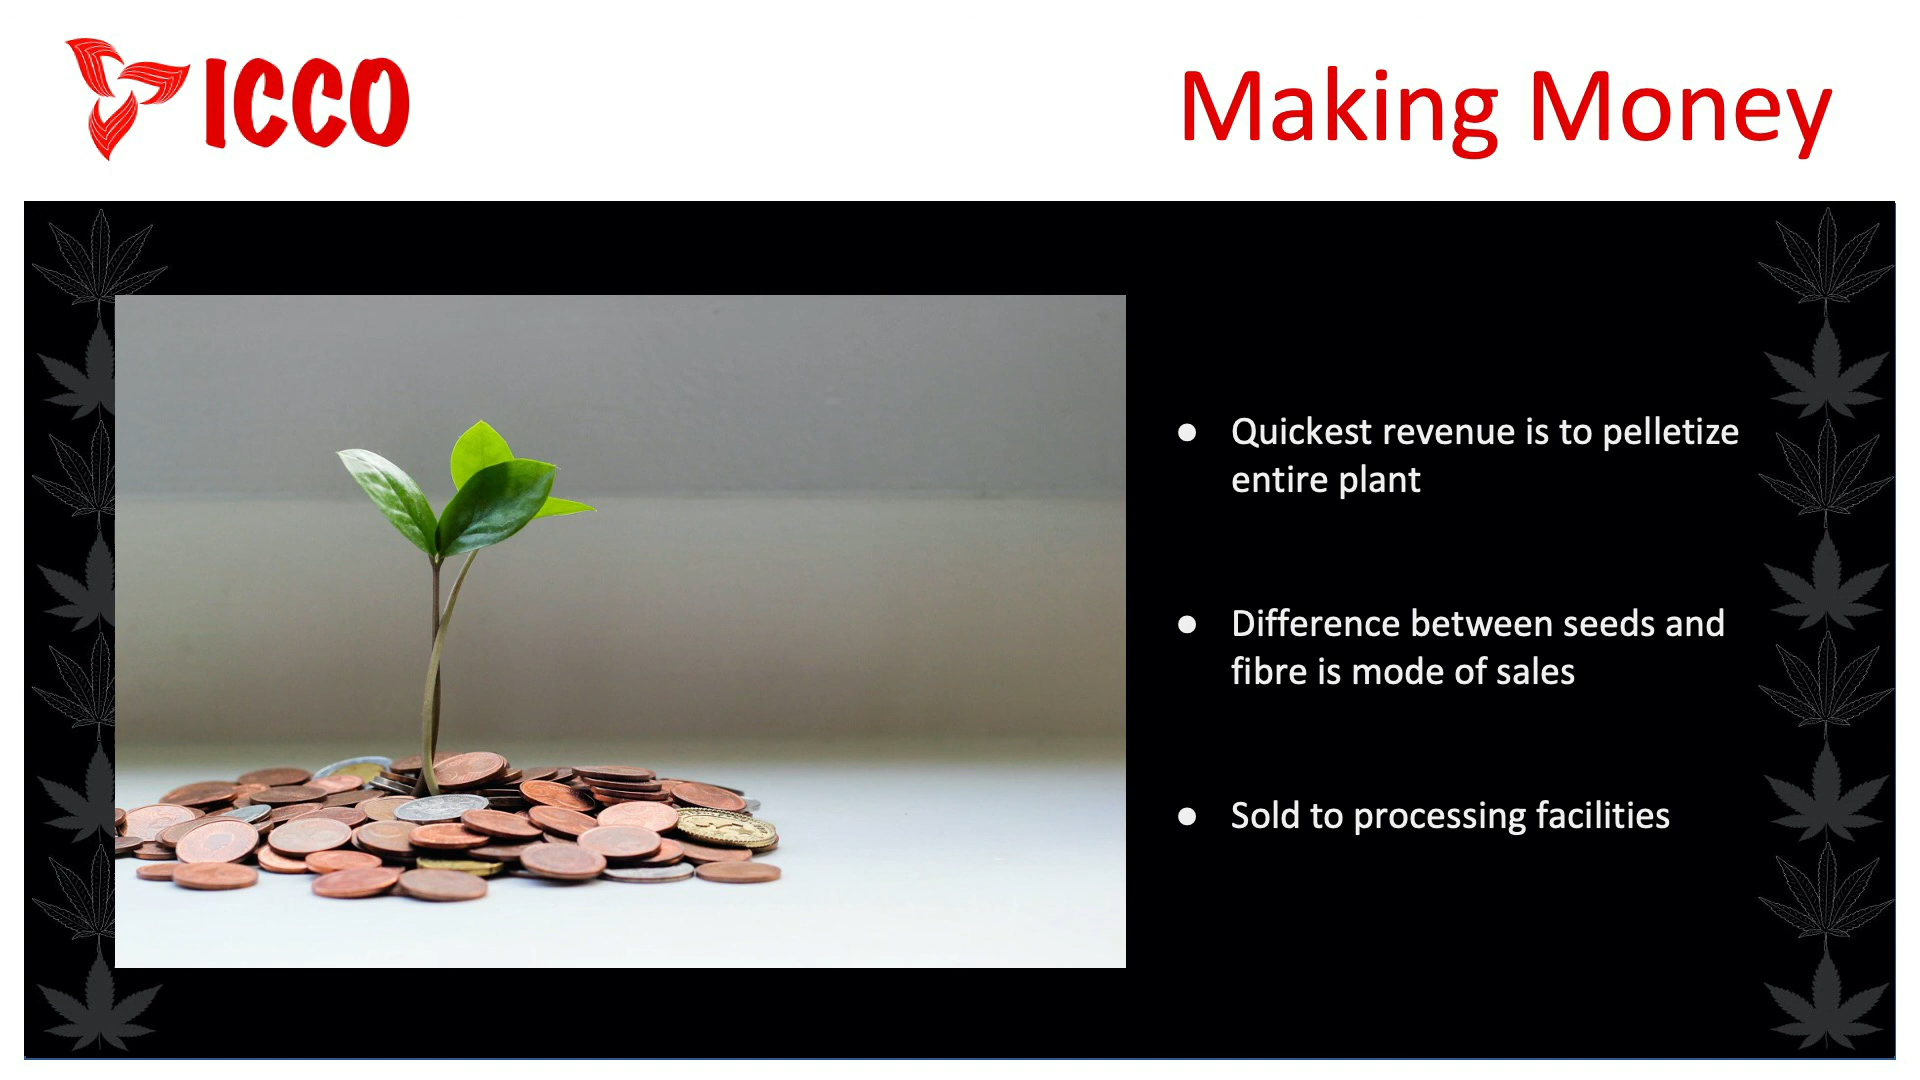 ICCO
Making Money
● Quickest revenue is to pelletize
entire plant
● Difference between seeds and
fibre is mode of sales
● Sold to processing facilities